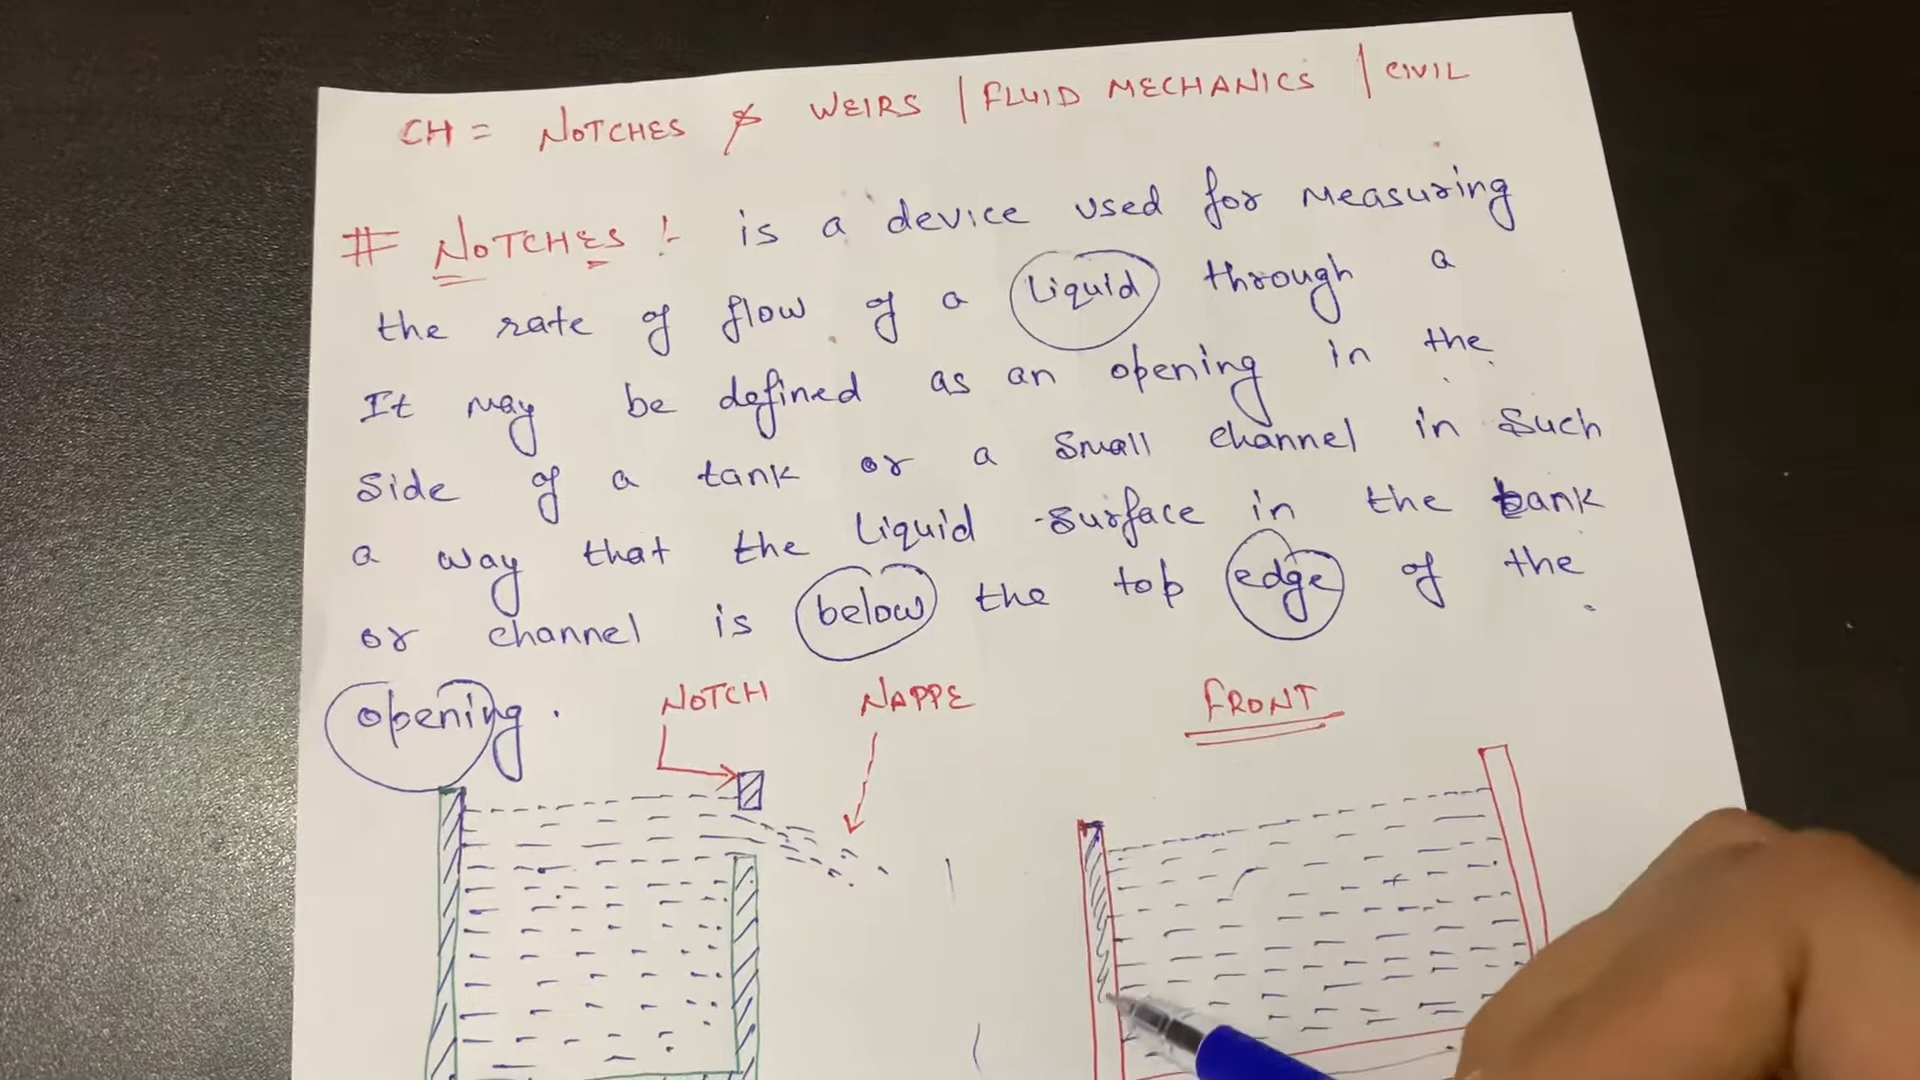 CH = NOTCHES & WEIRS | FLUID MECHANICS | CIVIL
# NOTCHES :- is a device used for measuring
the rate of flow of a liquid through a
It may be defined as an opening in the
side of a tank or a small channel in such
a way that the liquid surface in the tank
or channel is below the top edge of the
opening.
NOTCH NAPPE FRONT